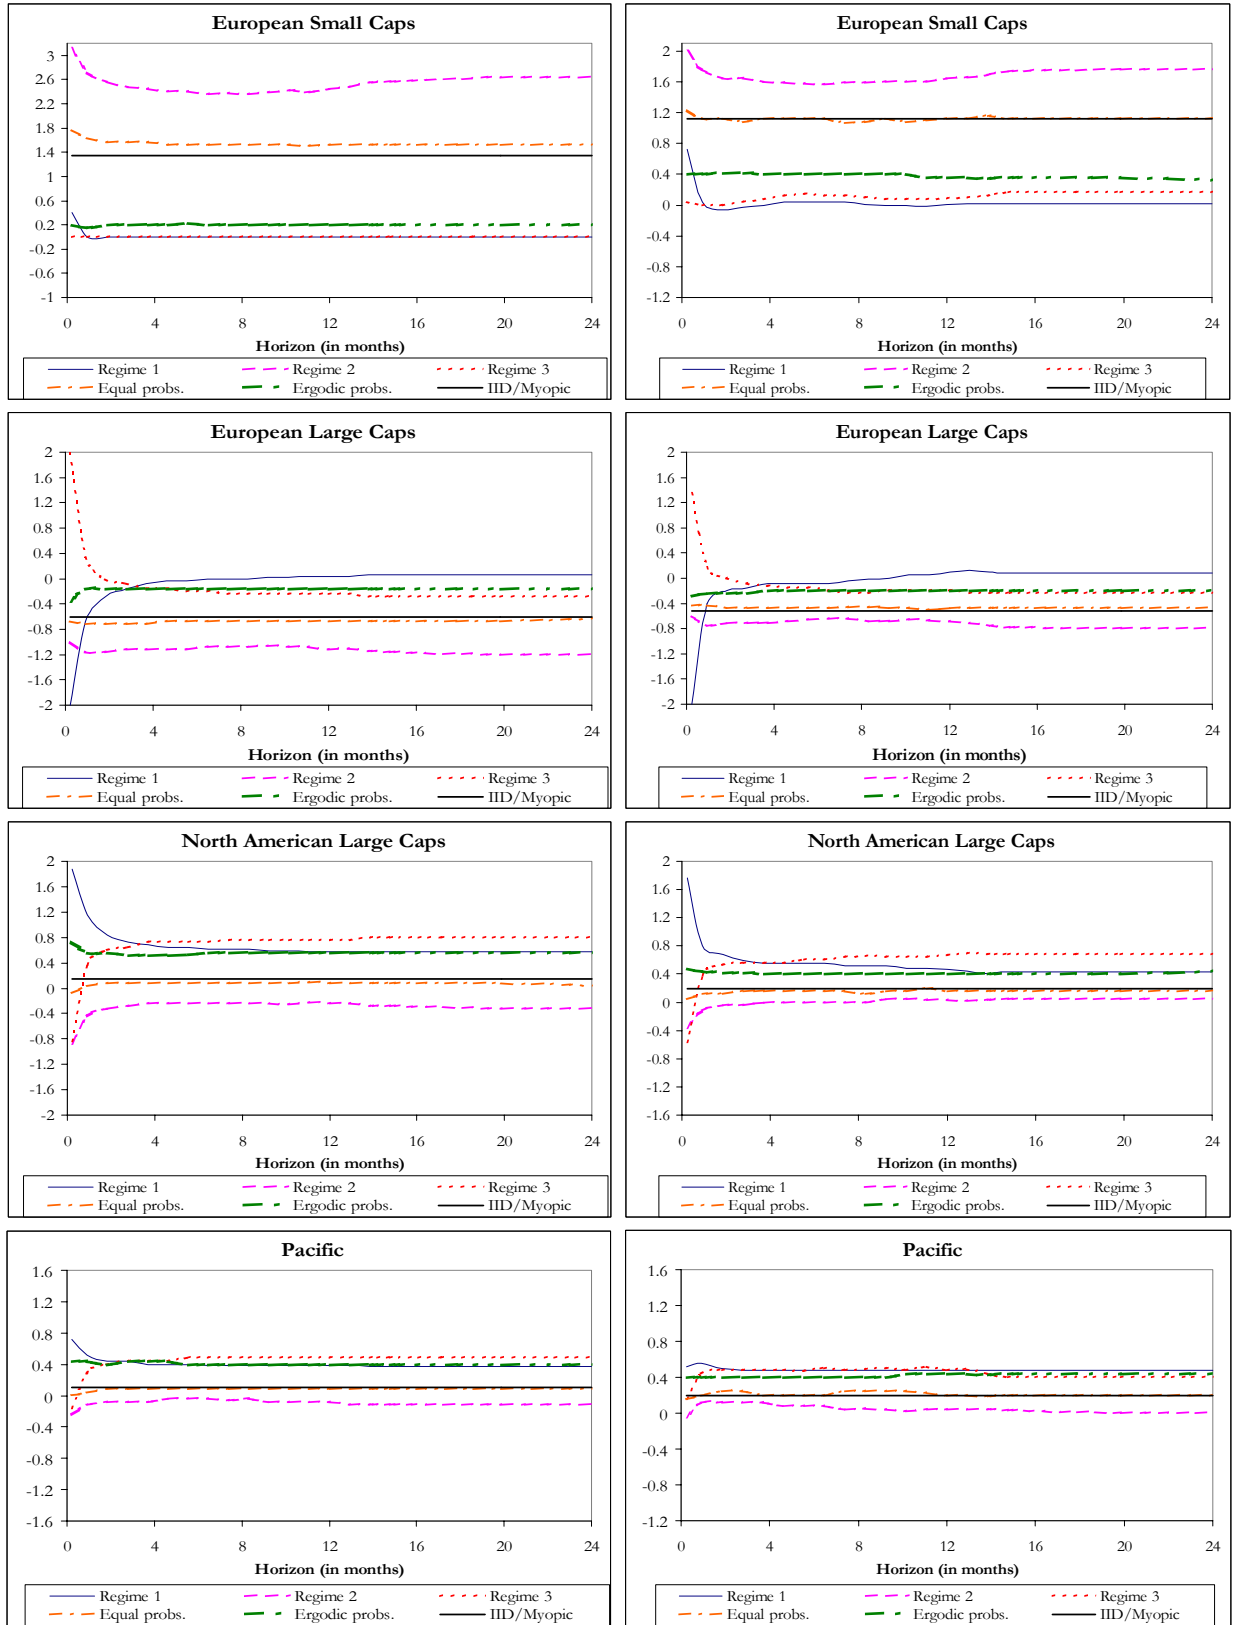 European Small Caps
3
2.6
2.2
1.8
1.4
1
0.6
0.2
-0.2
-0.6
-1
0 4 8 12 16 20 24
Horizon (in months)
Regime 1 Regime 2 Regime 3
Equal probs. Ergodic probs. IID/Myopic
European Small Caps
2
1.6
1.2
0.8
0.4
0
-0.4
-0.8
-1.2
0 4 8 12 16 20 24
Horizon (in months)
Regime 1 Regime 2 Regime 3
Equal probs. Ergodic probs. IID/Myopic
European Large Caps
2
1.6
1.2
0.8
0.4
0
-0.4
-0.8
-1.2
-1.6
-2
0 4 8 12 16 20 24
Horizon (in months)
Regime 1 Regime 2 Regime 3
Equal probs. Ergodic probs. IID/Myopic
European Large Caps
2
1.6
1.2
0.8
0.4
0
-0.4
-0.8
-1.2
-1.6
-2
0 4 8 12 16 20 24
Horizon (in months)
Regime 1 Regime 2 Regime 3
Equal probs. Ergodic probs. IID/Myopic
North American Large Caps
2
1.6
1.2
0.8
0.4
0
-0.4
-0.8
-1.2
-1.6
-2
0 4 8 12 16 20 24
Horizon (in months)
Regime 1 Regime 2 Regime 3
Equal probs. Ergodic probs. IID/Myopic
North American Large Caps
2
1.6
1.2
0.8
0.4
0
-0.4
-0.8
-1.2
-1.6
0 4 8 12 16 20 24
Horizon (in months)
Regime 1 Regime 2 Regime 3
Equal probs. Ergodic probs. IID/Myopic
Pacific
1.6
1.2
0.8
0.4
0
-0.4
-0.8
-1.2
-1.6
0 4 8 12 16 20 24
Horizon (in months)
Regime 1 Regime 2 Regime 3
Equal probs. Ergodic probs. IID/Myopic
Pacific
1.6
1.2
0.8
0.4
0
-0.4
-0.8
-1.2
0 4 8 12 16 20 24
Horizon (in months)
Regime 1 Regime 2 Regime 3
Equal probs. Ergodic probs. IID/Myopic